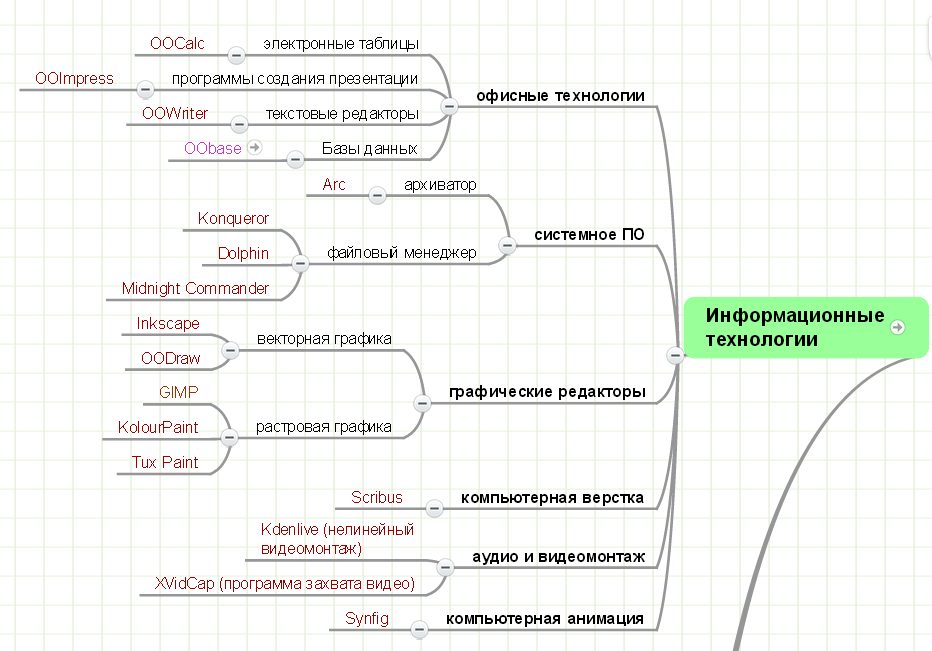 OOCalc
электронные таблицы
OOImpress
программы создания презентации
офисные технологии
OOWriter
текстовые редакторы
OObase
Базы данных
Arc
архиватор
системное ПО
Konqueror
файловый менеджер
Dolphin
Midnight Commander
Информационные
технологии
Inkscape
векторная графика
OODraw
графические редакторы
GIMP
KolourPaint
растровая графика
Tux Paint
Scribus
компьютерная верстка
Kdenlive (нелинейный
видеомонтаж)
аудио и видеомонтаж
XVidCap (программа захвата видео)
Synfig
компьютерная анимация